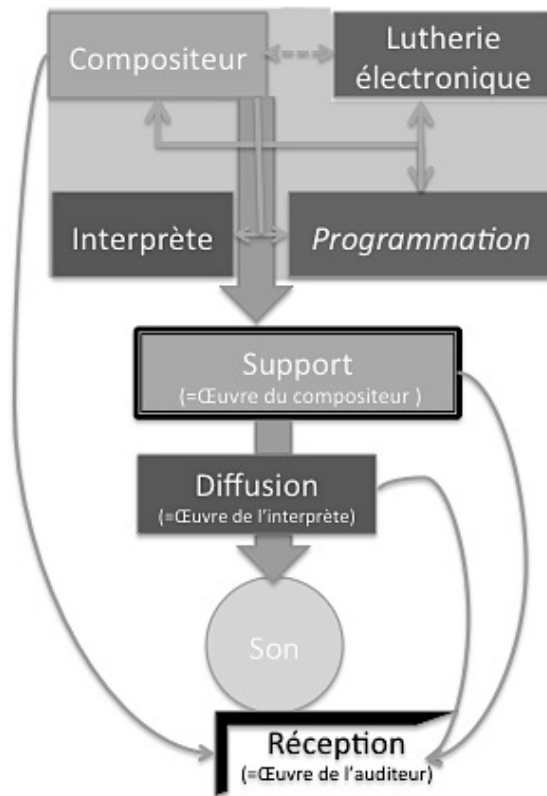 Compositeur
Lutherie
électronique
Interprète
Programmation
Support
(=Œuvre du compositeur )
Diffusion
(=Œuvre de l'interprète)
Son
Réception
(=Œuvre de l'auditeur)